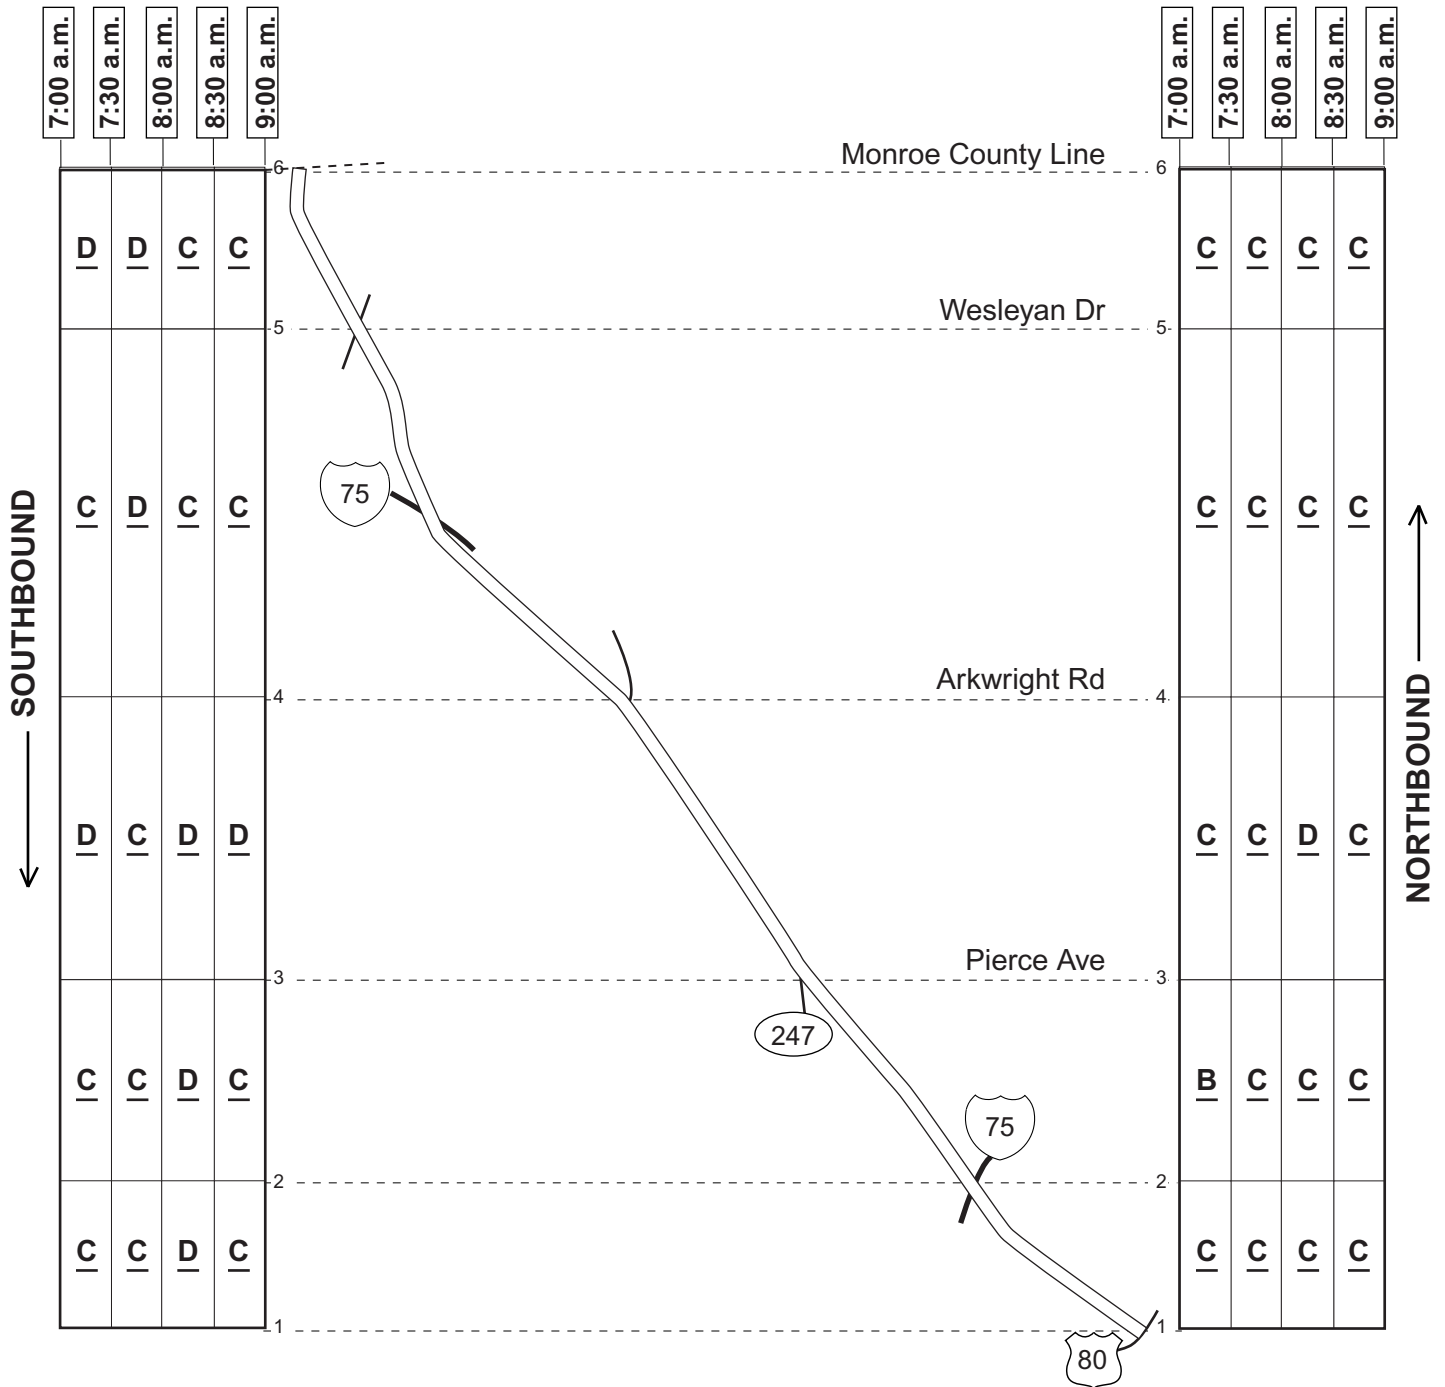 7:00 a.m.
7:30 a.m.
8:00 a.m.
8:30 a.m.
9:00 a.m.
7:00 a.m.
7:30 a.m.
8:00 a.m.
8:30 a.m.
9:00 a.m.
6 Monroe County Line 6
D D C C
C C C C
5 Wesleyan Dr 5
SOUTHBOUND
NORTHBOUND
75
C D C C
C C C C
4 Arkwright Rd 4
D C D D
C C D C
3 Pierce Ave 3
247
C C D C
B C C C
75
2 2
C C D C
C C C C
1 1
80